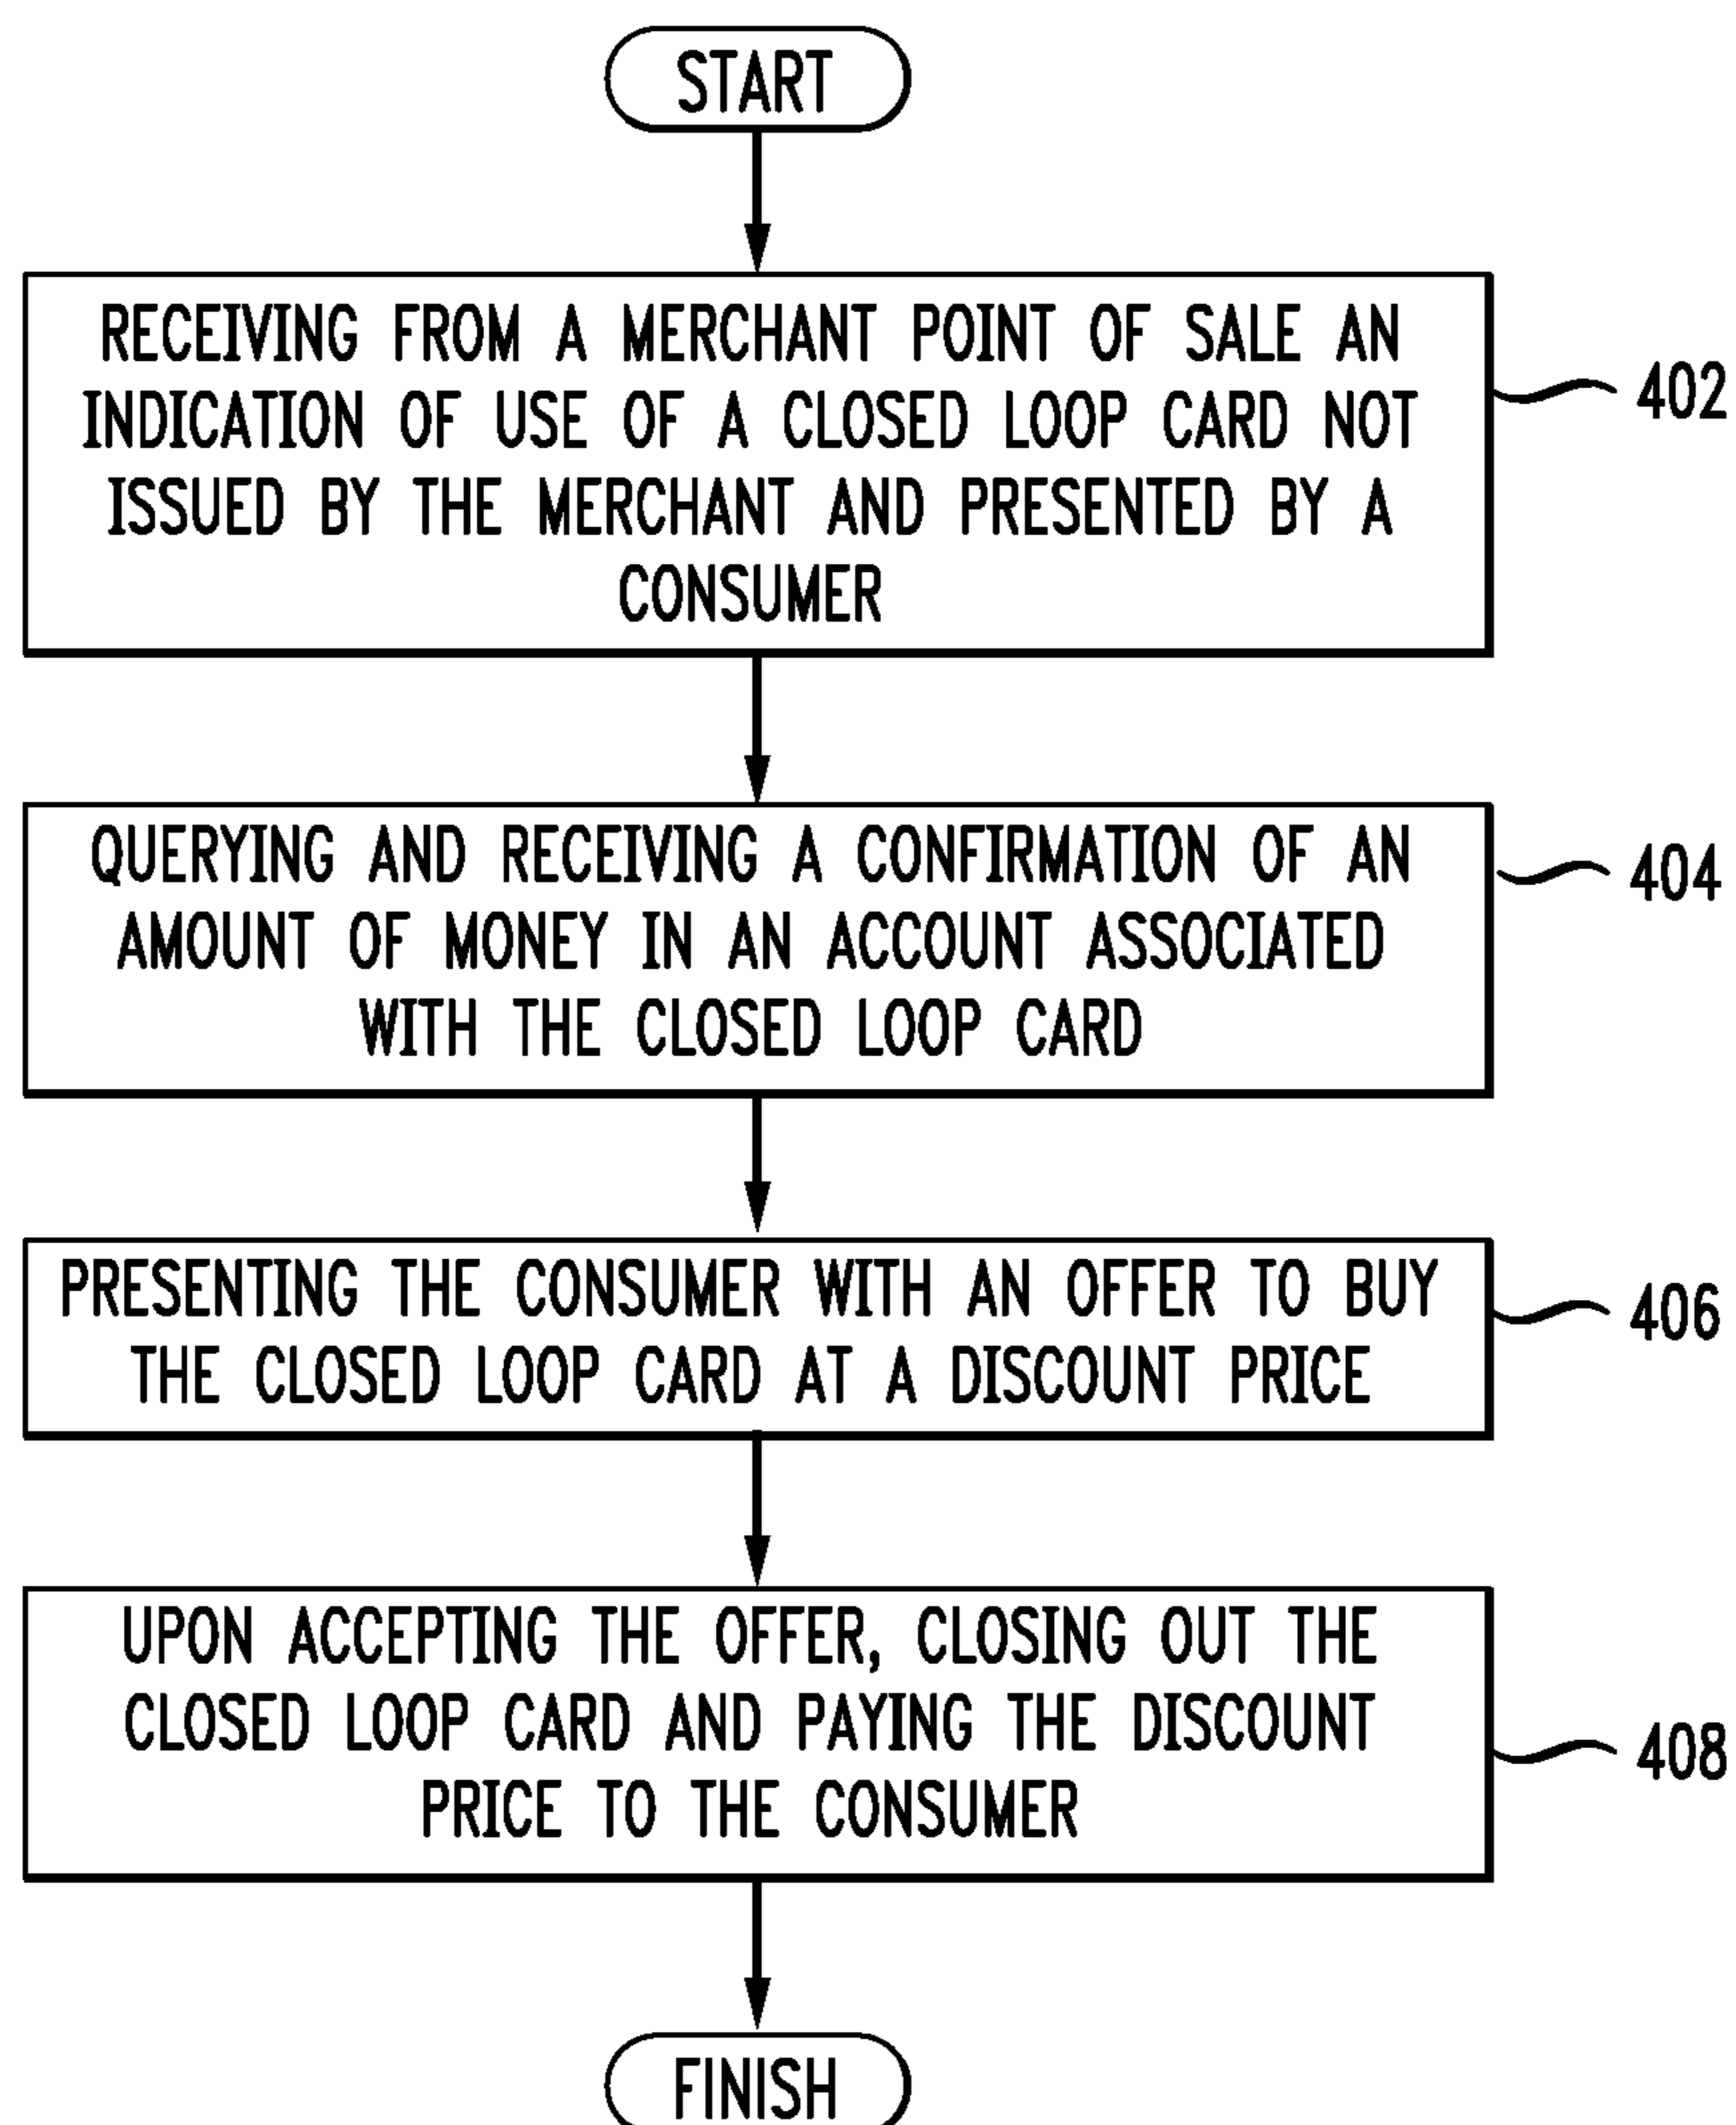 START
RECEIVING FROM A MERCHANT POINT OF SALE AN
INDICATION OF USE OF A CLOSED LOOP CARD NOT
ISSUED BY THE MERCHANT AND PRESENTED BY A
CONSUMER
402
QUERYING AND RECEIVING A CONFIRMATION OF AN
AMOUNT OF MONEY IN AN ACCOUNT ASSOCIATED
WITH THE CLOSED LOOP CARD
404
PRESENTING THE CONSUMER WITH AN OFFER TO BUY
THE CLOSED LOOP CARD AT A DISCOUNT PRICE
406
UPON ACCEPTING THE OFFER, CLOSING OUT THE
CLOSED LOOP CARD AND PAYING THE DISCOUNT
PRICE TO THE CONSUMER
408
FINISH